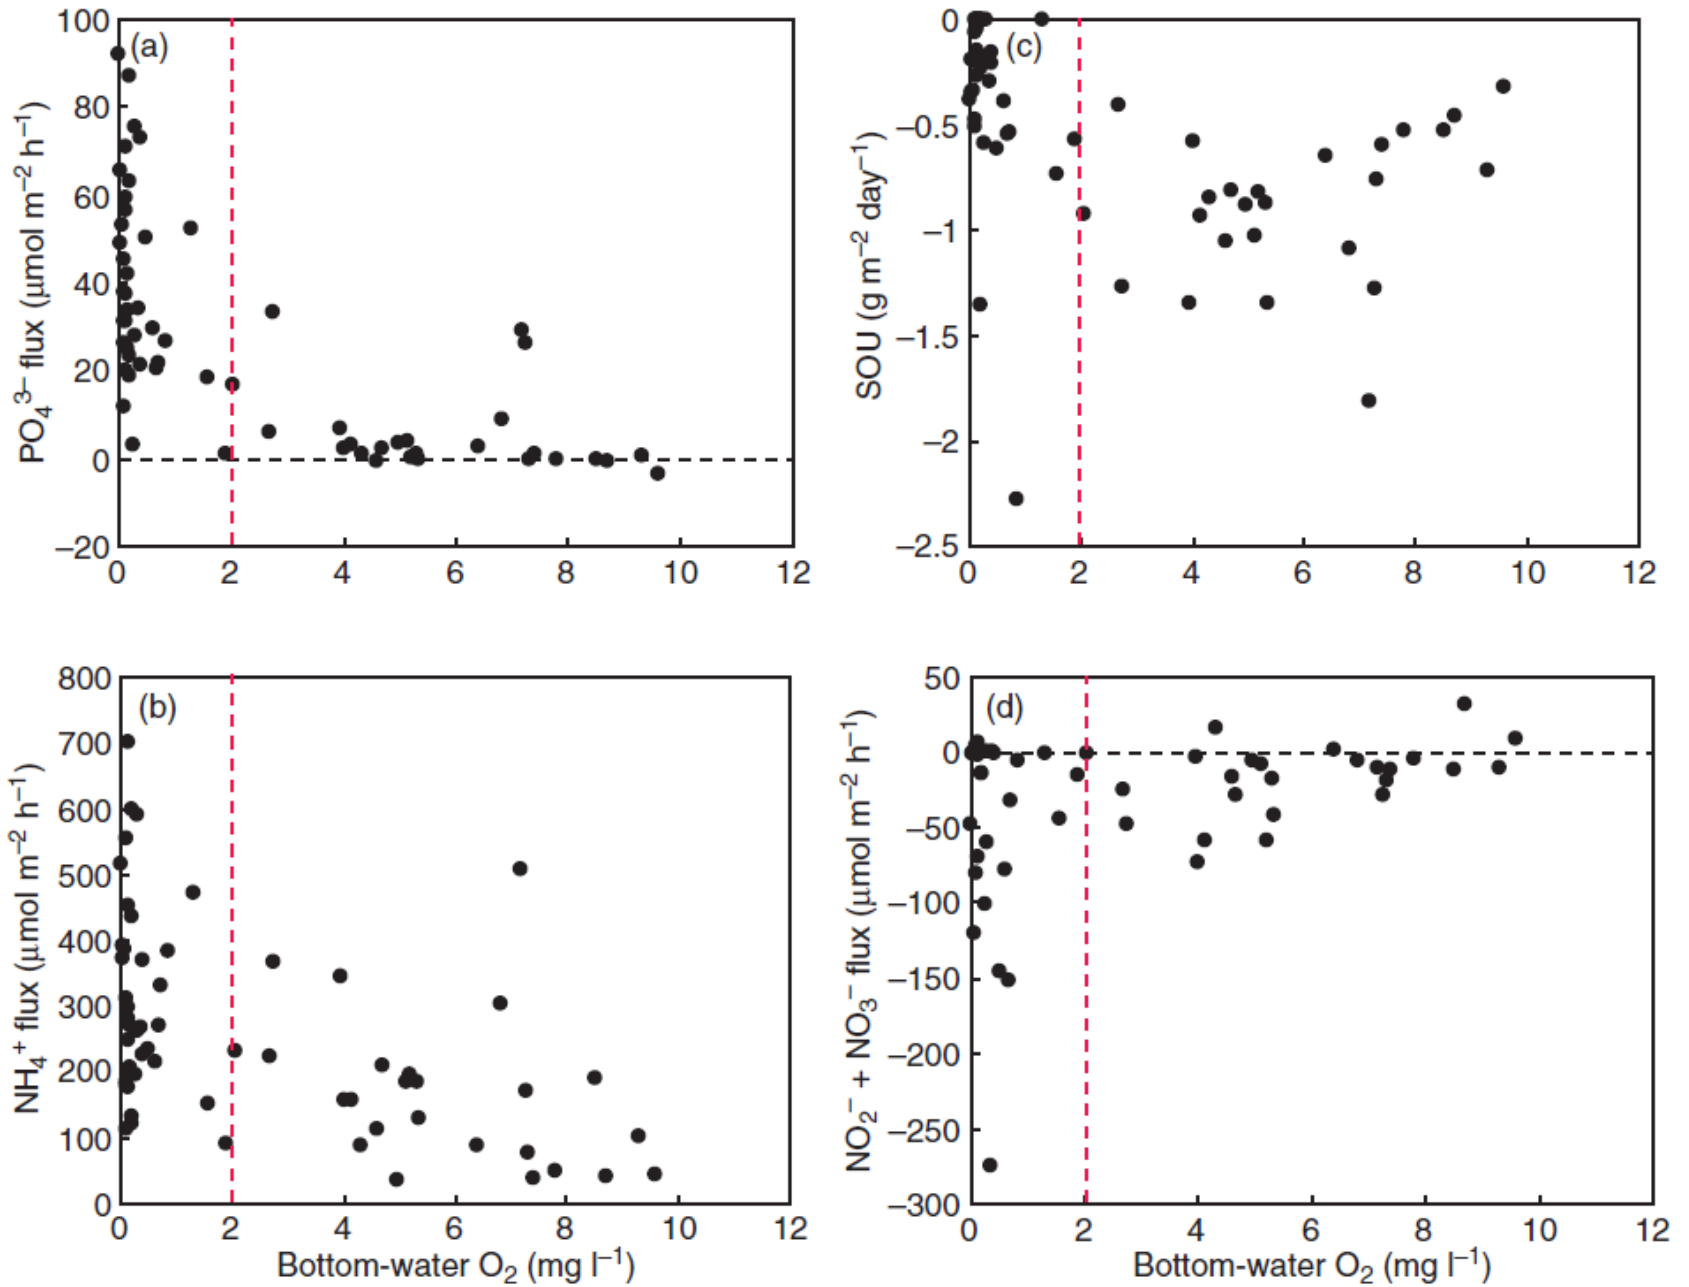 (a)
PO₄³⁻ flux (μmol m⁻² h⁻¹)
100
80
60
40
20
0
−20
0 2 4 6 8 10 12
(c)
SOU (g m⁻² day⁻¹)
0
−0.5
−1
−1.5
−2
−2.5
0 2 4 6 8 10 12
(b)
NH₄⁺ flux (μmol m⁻² h⁻¹)
800
700
600
500
400
300
200
100
0
0 2 4 6 8 10 12
Bottom-water O₂ (mg l⁻¹)
(d)
NO₂⁻ + NO₃⁻ flux (μmol m⁻² h⁻¹)
50
0
−50
−100
−150
−200
−250
−300
0 2 4 6 8 10 12
Bottom-water O₂ (mg l⁻¹)